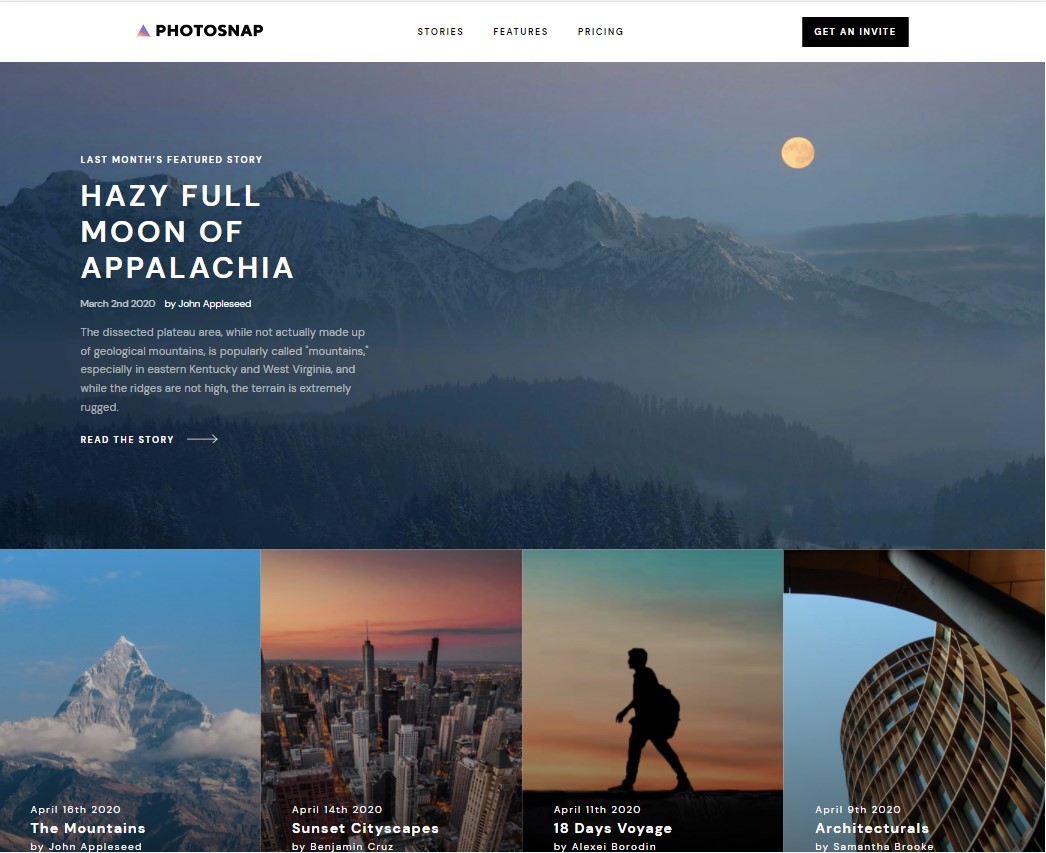 PHOTOSNAP
STORIES FEATURES PRICING
GET AN INVITE
LAST MONTH'S FEATURED STORY
HAZY FULL
MOON OF
APPALACHIA
March 2nd 2020 by John Appleseed
The dissected plateau area, while not actually made up
of geological mountains, is popularly called "mountains,"
especially in eastern Kentucky and West Virginia, and
while the ridges are not high, the terrain is extremely
rugged.
READ THE STORY
April 16th 2020
The Mountains
by John Appleseed
April 14th 2020
Sunset Cityscapes
by Benjamin Cruz
April 11th 2020
18 Days Voyage
by Alexei Borodin
April 9th 2020
Architecturals
by Samantha Brooke